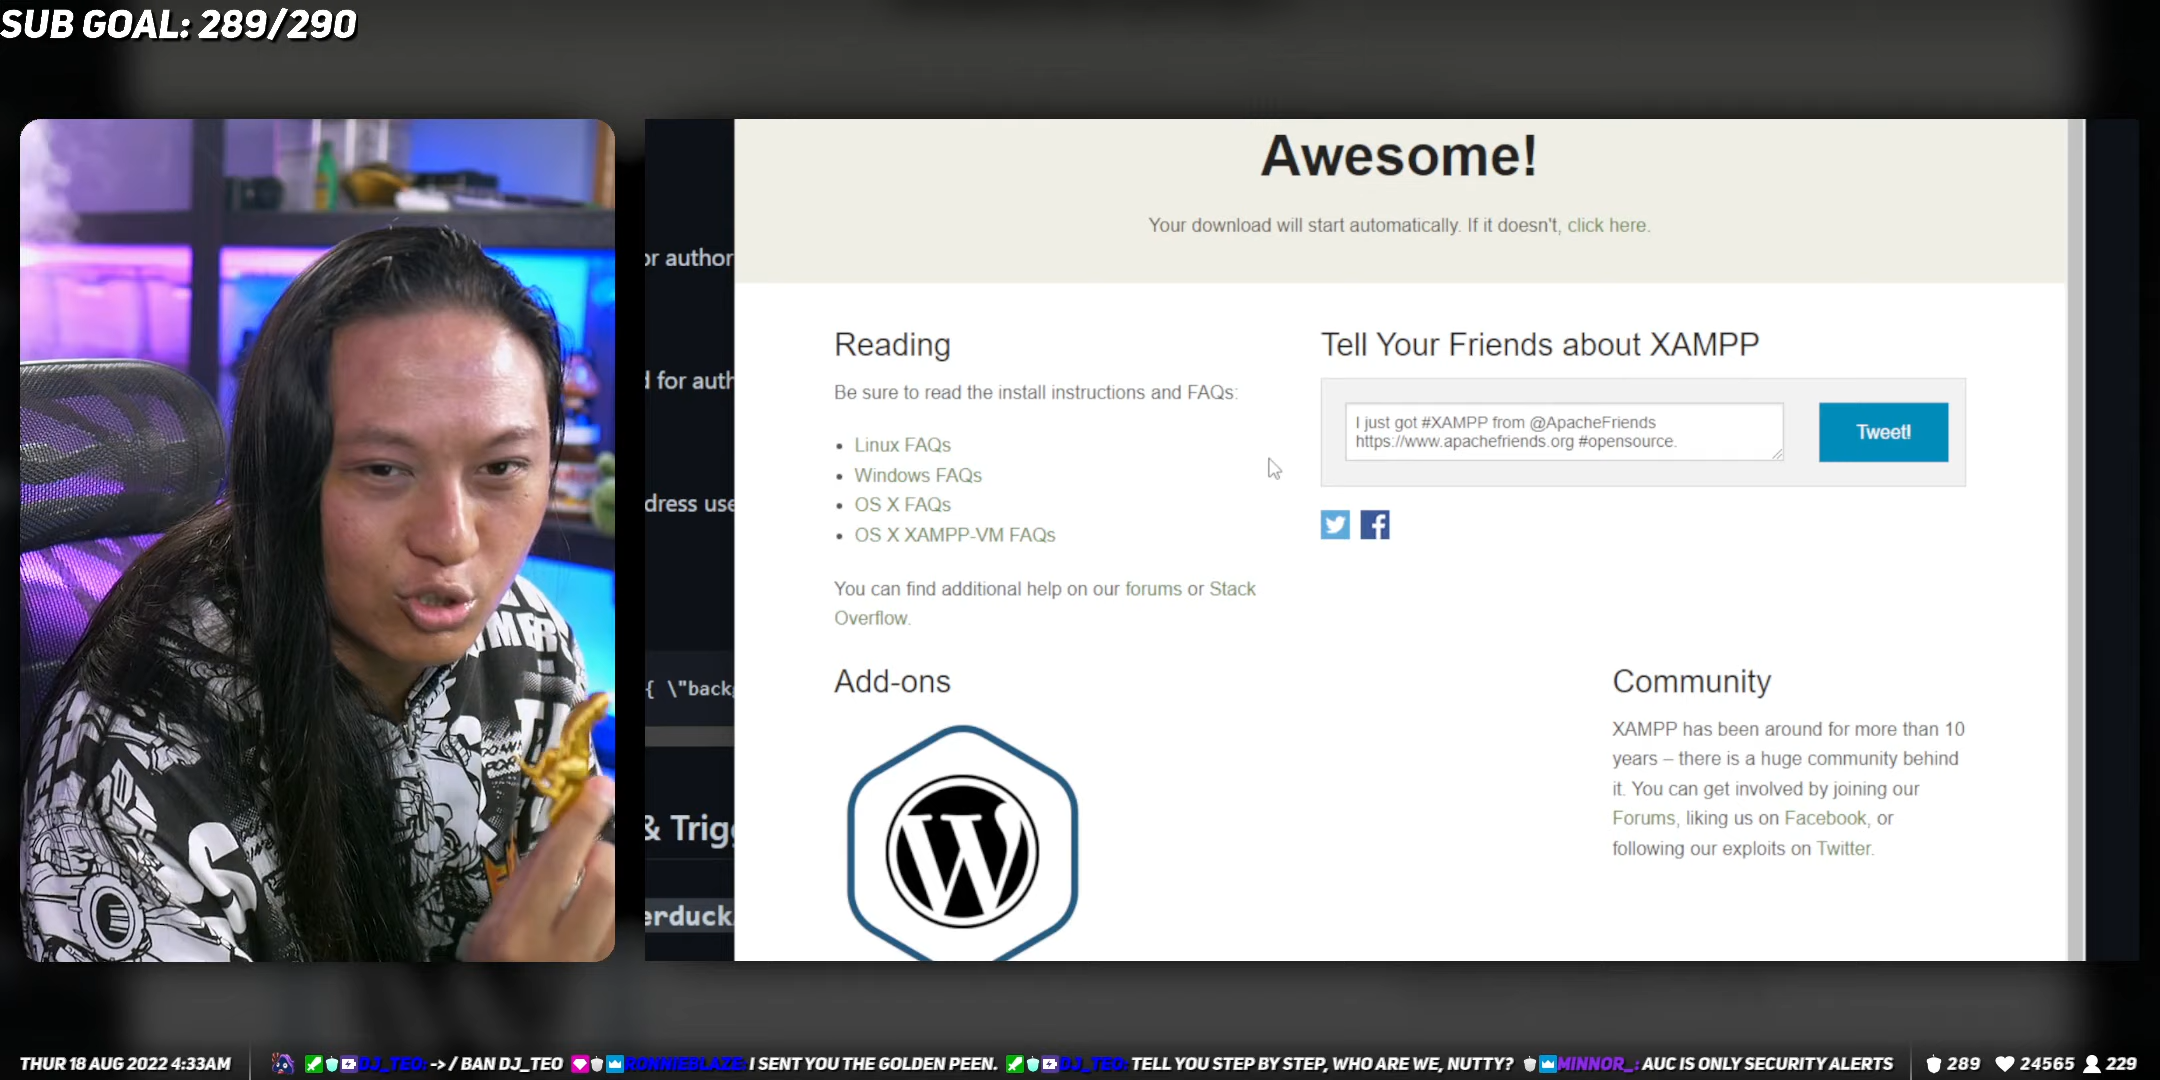 SUB GOAL: 289/290
Awesome!
Your download will start automatically. If it doesn't, click here.
or author
d for auth
dress use
{ \"back
& Trig
erduck
Reading
Be sure to read the install instructions and FAQs:
Linux FAQs
Windows FAQs
OS X FAQs
OS X XAMPP-VM FAQs
You can find additional help on our forums or Stack
Overflow.
Tell Your Friends about XAMPP
I just got #XAMPP from @ApacheFriends
https://www.apachefriends.org #opensource.
Tweet!
Add-ons
W
Community
XAMPP has been around for more than 10
years – there is a huge community behind
it. You can get involved by joining our
Forums, liking us on Facebook, or
following our exploits on Twitter.
THUR 18 AUG 2022 4:33AM
DJ_TEO: -> / BAN DJ_TEO RONNIEBLAZE: I SENT YOU THE GOLDEN PEEN. DJ_TEO: TELL YOU STEP BY STEP, WHO ARE WE, NUTTY? MINNOR_: AUC IS ONLY SECURITY ALERTS
289 24565 229